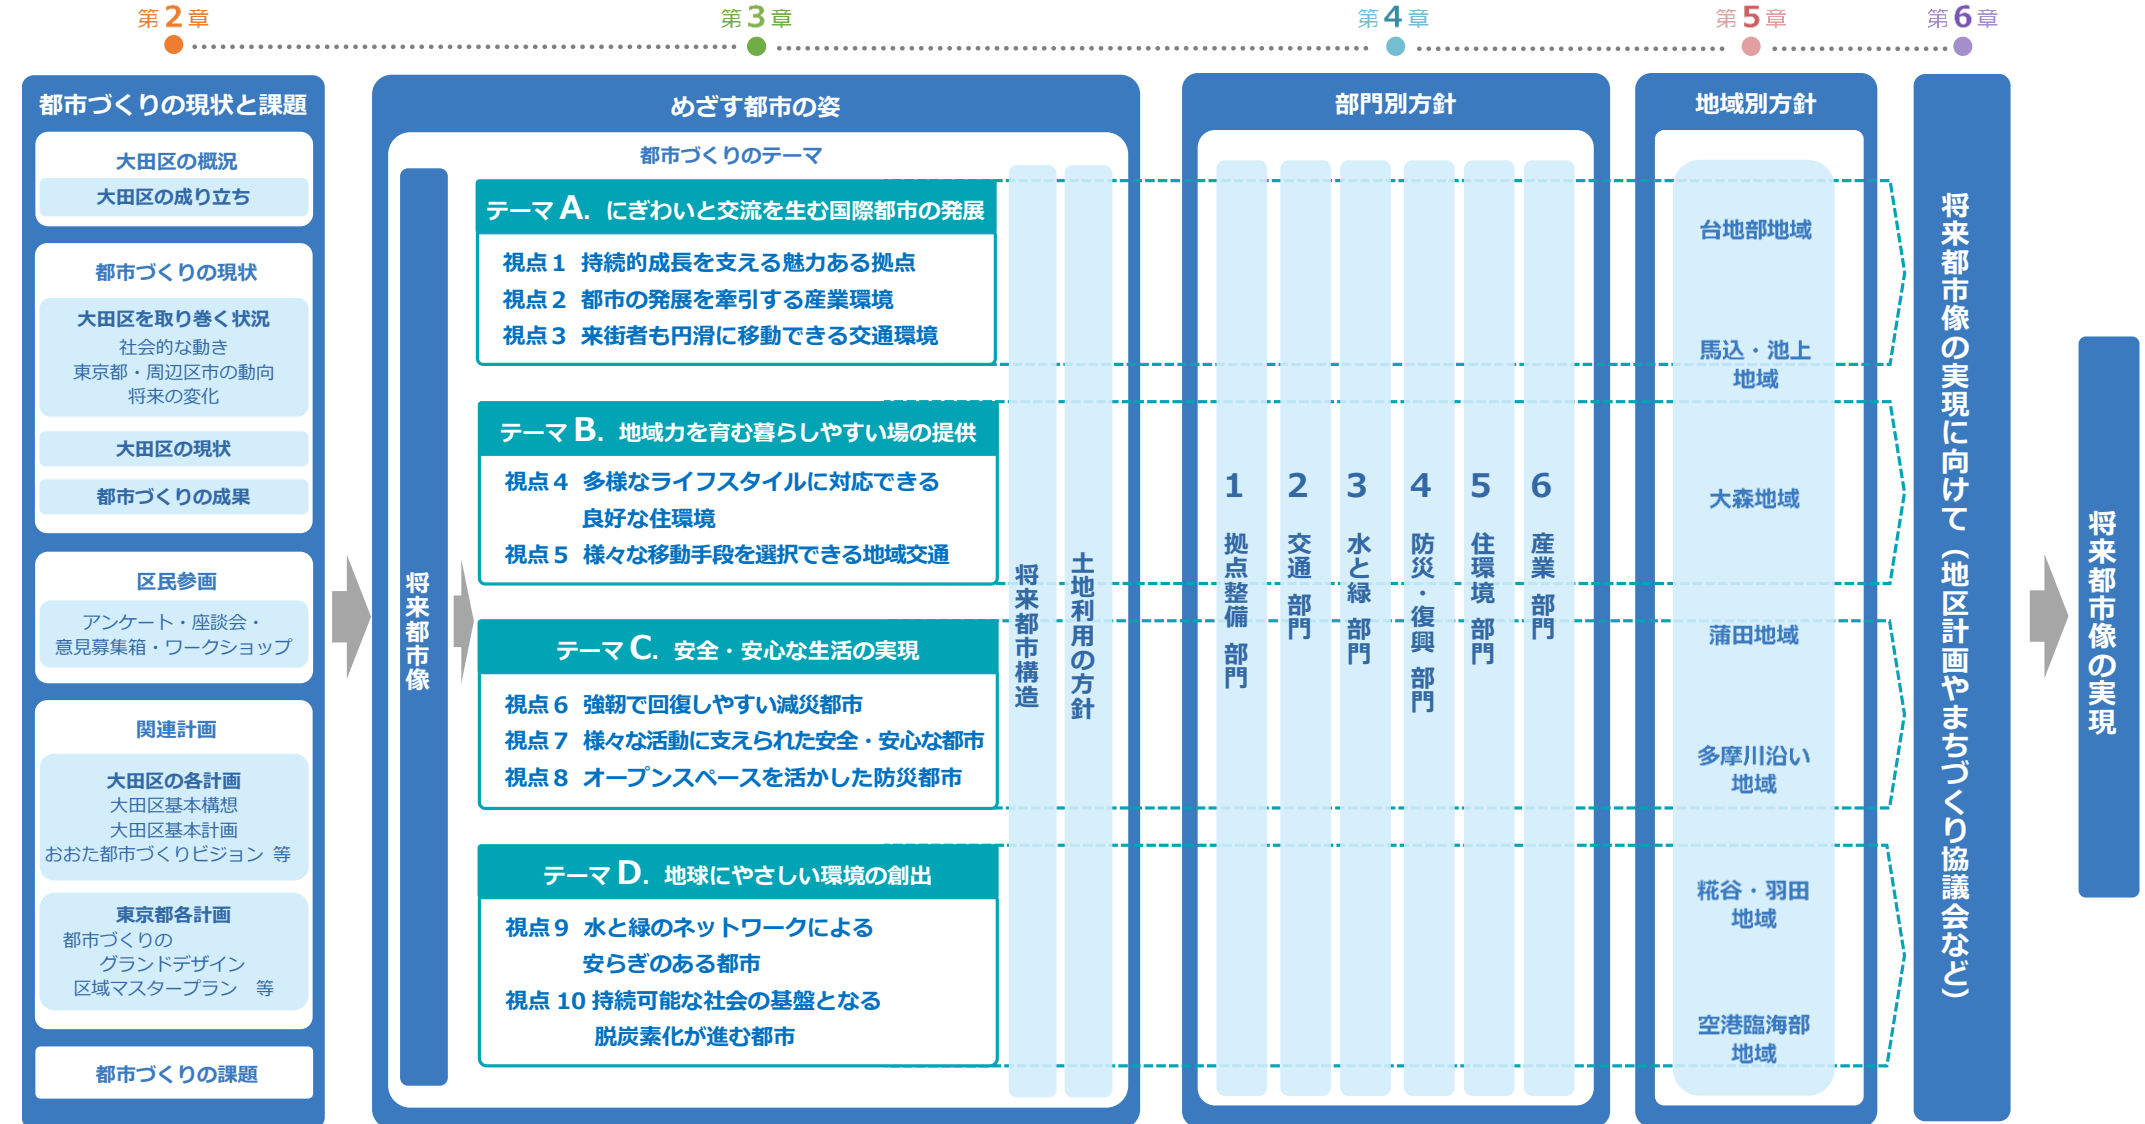 第2章
第3章
第4章
第5章
第6章
都市づくりの現状と課題
大田区の概況
大田区の成り立ち
都市づくりの現状
大田区を取り巻く状況
社会的な動き
東京都・周辺区市の動向
将来の変化
大田区の現状
都市づくりの成果
区民参画
アンケート・座談会・
意見募集箱・ワークショップ
関連計画
大田区の各計画
大田区基本構想
大田区基本計画
おおた都市づくりビジョン 等
東京都各計画
都市づくりの
グランドデザイン
区域マスタープラン 等
都市づくりの課題
めざす都市の姿
将来都市像
都市づくりのテーマ
テーマ A. にぎわいと交流を生む国際都市の発展
視点1 持続的成長を支える魅力ある拠点
視点2 都市の発展を牽引する産業環境
視点3 来街者も円滑に移動できる交通環境
テーマ B. 地域力を育む暮らしやすい場の提供
視点4 多様なライフスタイルに対応できる
良好な住環境
視点5 様々な移動手段を選択できる地域交通
テーマ C. 安全・安心な生活の実現
視点6 強靭で回復しやすい減災都市
視点7 様々な活動に支えられた安全・安心な都市
視点8 オープンスペースを活かした防災都市
テーマ D. 地球にやさしい環境の創出
視点9 水と緑のネットワークによる
安らぎのある都市
視点10 持続可能な社会の基盤となる
脱炭素化が進む都市
将来都市構造
土地利用の方針
部門別方針
1 拠点整備 部門
2 交通 部門
3 水と緑 部門
4 防災・復興 部門
5 住環境 部門
6 産業 部門
地域別方針
台地部地域
馬込・池上
地域
大森地域
蒲田地域
多摩川沿い
地域
糀谷・羽田
地域
空港臨海部
地域
将来都市像の実現に向けて（地区計画やまちづくり協議会など）
将来都市像の実現